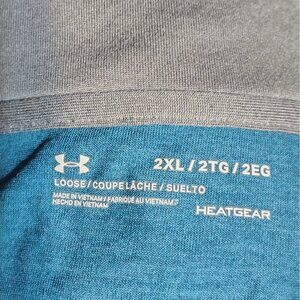 2XL / 2TG / 2EG
LOOSE / COUPE LÂCHE / SUELTO
MADE IN VIETNAM / FABRIQUÉ AU VIETNAM /
HECHO EN VIETNAM
HEATGEAR